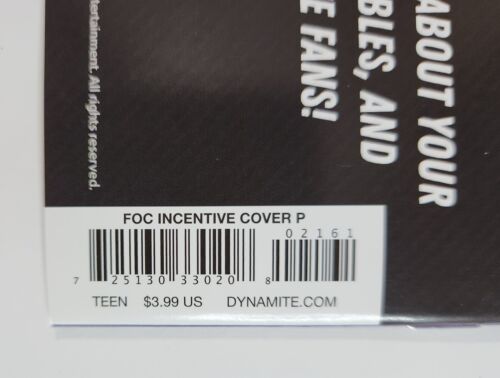 ABOUT YOUR
BLES, AND
E FANS!
tertainment. All rights reserved.
FOC INCENTIVE COVER P
02161
7 25130 33020 8
TEEN $3.99 US DYNAMITE.COM